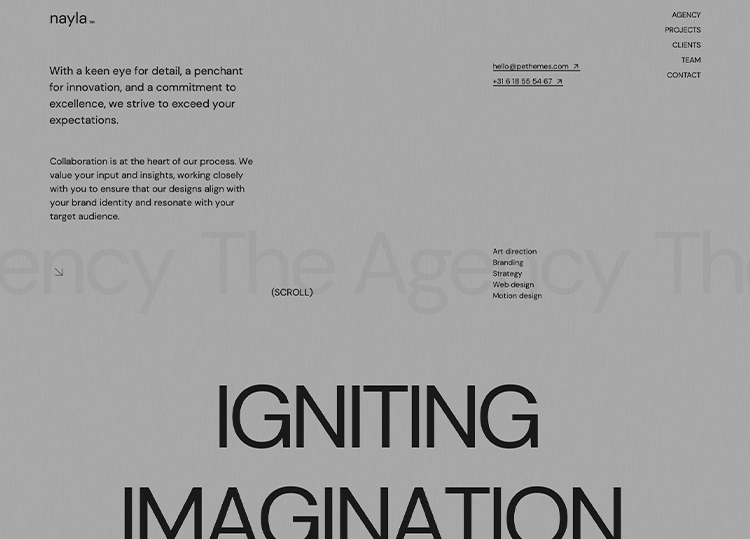 nayla™
AGENCY
PROJECTS
CLIENTS
TEAM
CONTACT
With a keen eye for detail, a penchant
for innovation, and a commitment to
excellence, we strive to exceed your
expectations.
hello@pethemes.com ↗
+31 6 18 55 54 67 ↗
Collaboration is at the heart of our process. We
value your input and insights, working closely
with you to ensure that our designs align with
your brand identity and resonate with your
target audience.
ency The Agency Th
Art direction
Branding
Strategy
Web design
Motion design
(SCROLL)
IGNITING
IMAGINATION